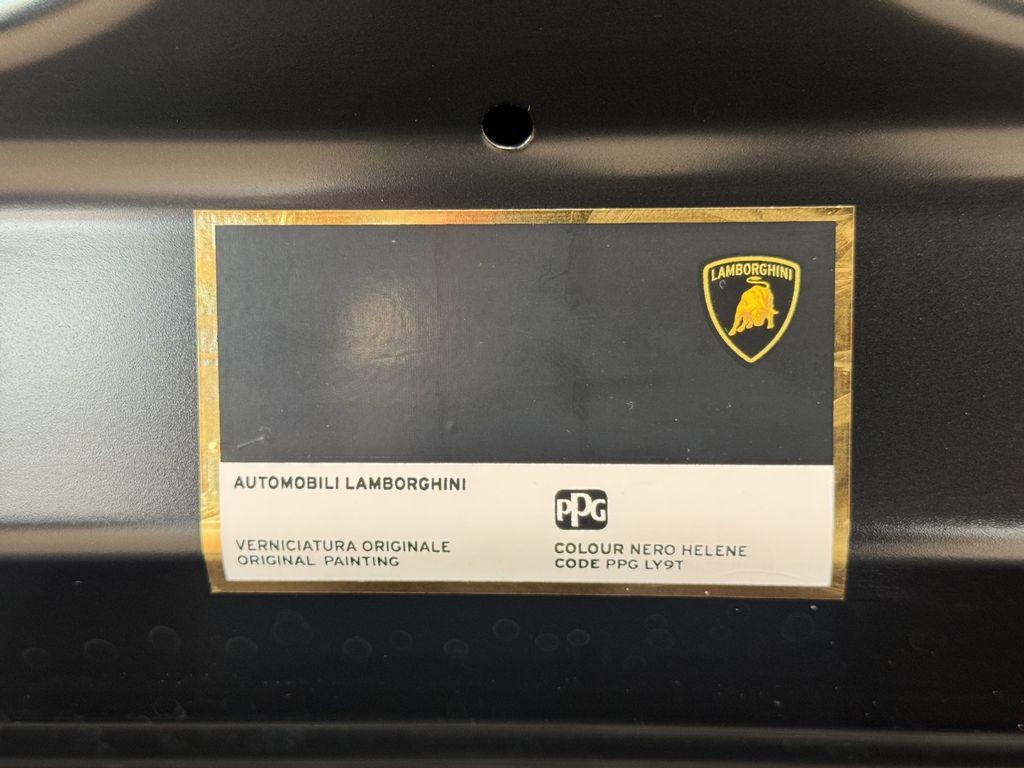 LAMBORGHINI
AUTOMOBILI LAMBORGHINI
PPG
VERNICIATURA ORIGINALE
ORIGINAL PAINTING
COLOUR NERO HELENE
CODE PPG LY9T